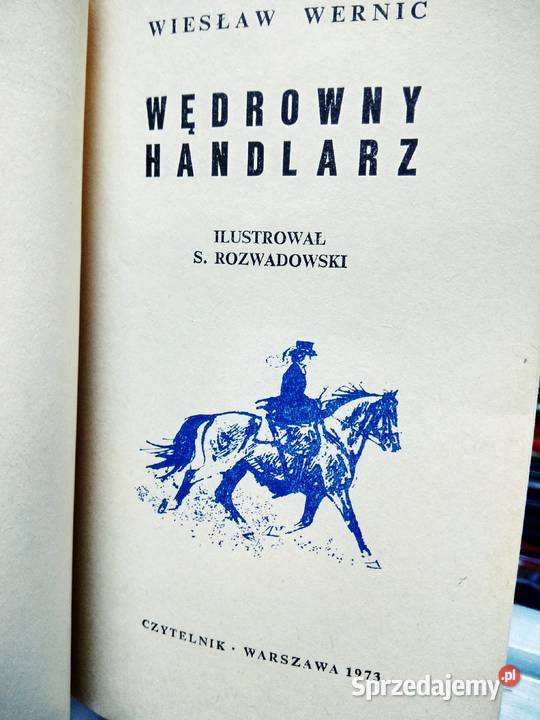 WIESŁAW WERNIC
WĘDROWNY
HANDLARZ
ILUSTROWAŁ
S. ROZWADOWSKI
CZYTELNIK · WARSZAWA 1973
Sprzedajemy.pl